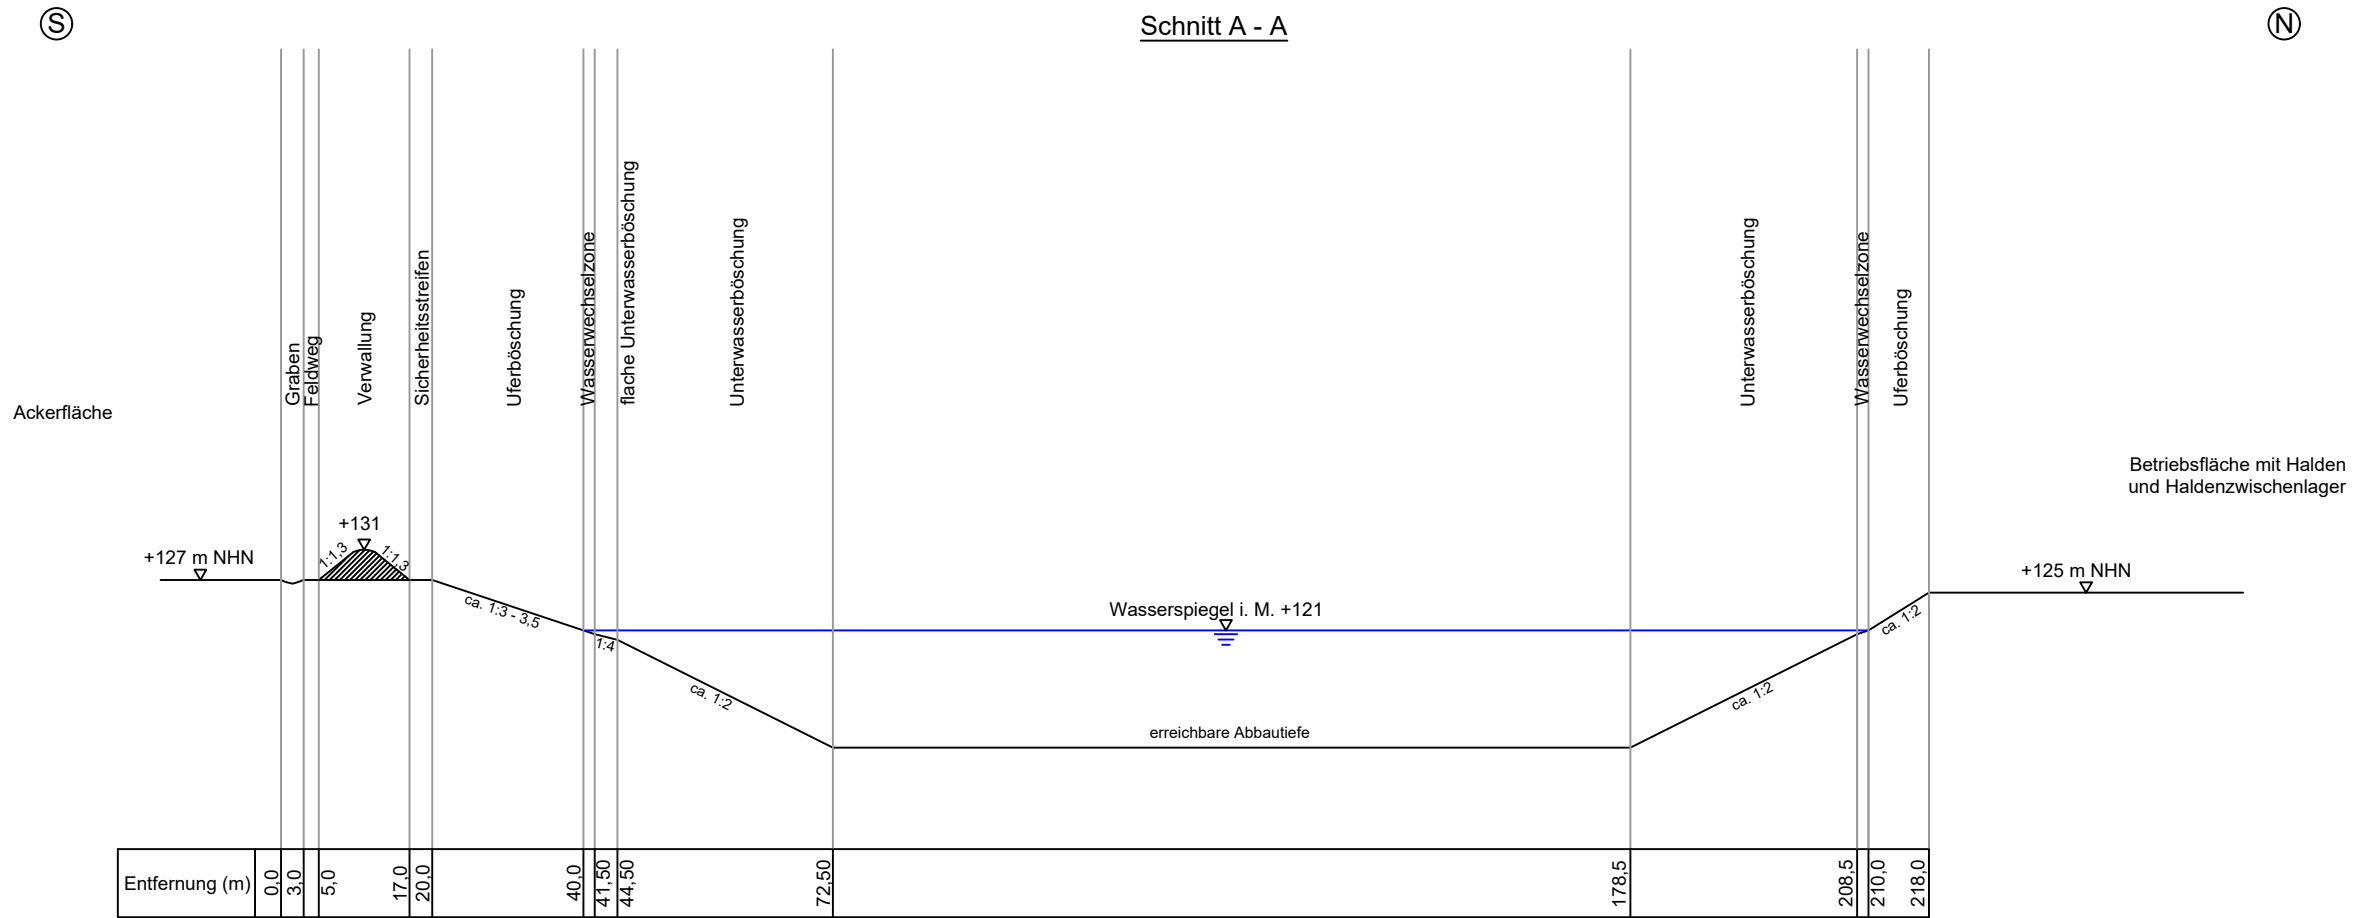 S
Schnitt A - A
N
Ackerfläche
Graben
Feldweg
Verwallung
Sicherheitsstreifen
Uferböschung
Wasserwechselzone
flache Unterwasserböschung
Unterwasserböschung
Unterwasserböschung
Wasserwechselzone
Uferböschung
Betriebsfläche mit Halden
und Haldenzwischenlager
+127 m NHN
+131
1:1,3
1:1,3
ca. 1:3 - 3,5
1:4
ca. 1:2
Wasserspiegel i. M. +121
erreichbare Abbautiefe
ca. 1:2
ca. 1:2
+125 m NHN
Entfernung (m)
0,0
3,0
5,0
17,0
20,0
40,0
41,50
44,50
72,50
178,5
208,5
210,0
218,0